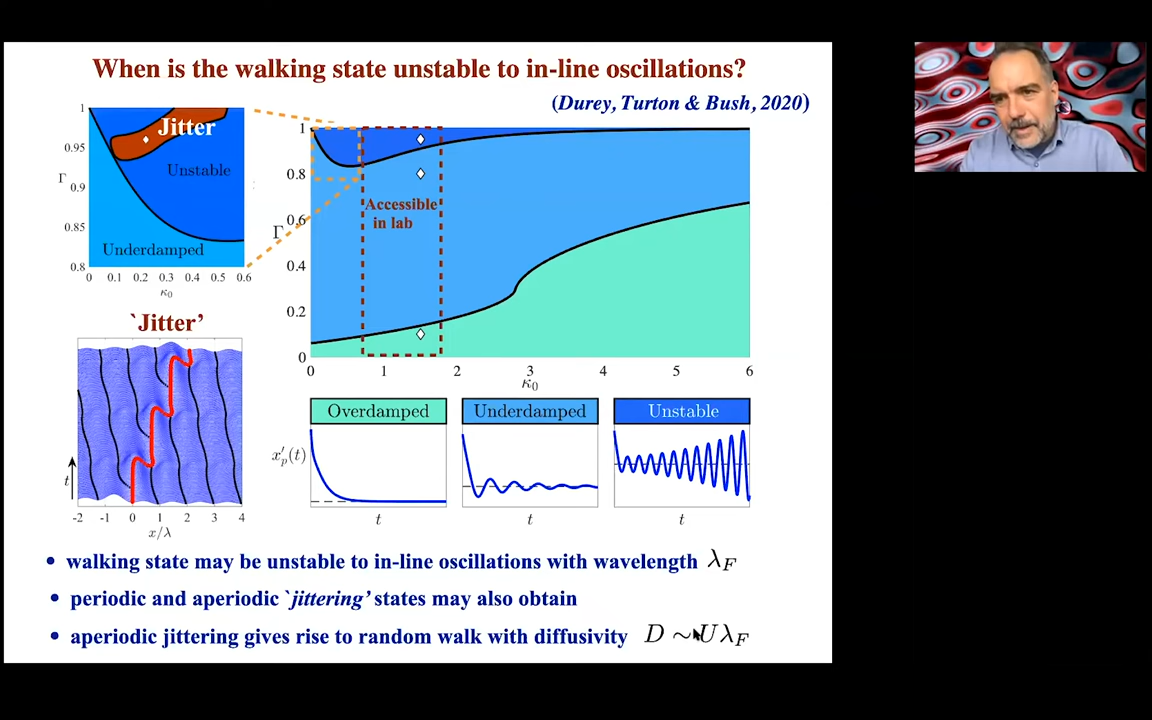 When is the walking state unstable to in-line oscillations?
(Durey, Turton & Bush, 2020)
1
0.95
Γ
0.9
0.85
0.8
Jitter
Unstable
Underdamped
0 0.1 0.2 0.3 0.4 0.5 0.6
κ₀
1
0.8
0.6
Γ
0.4
0.2
0
Accessible
in lab
0 1 2 3 4 5 6
κ₀
`Jitter'
t
-2 -1 0 1 2 3 4
x/λ
Overdamped
Underdamped
Unstable
x′ₚ(t)
t
t
t
• walking state may be unstable to in-line oscillations with wavelength λ_F
• periodic and aperiodic `jittering' states may also obtain
• aperiodic jittering gives rise to random walk with diffusivity D ~ Uλ_F